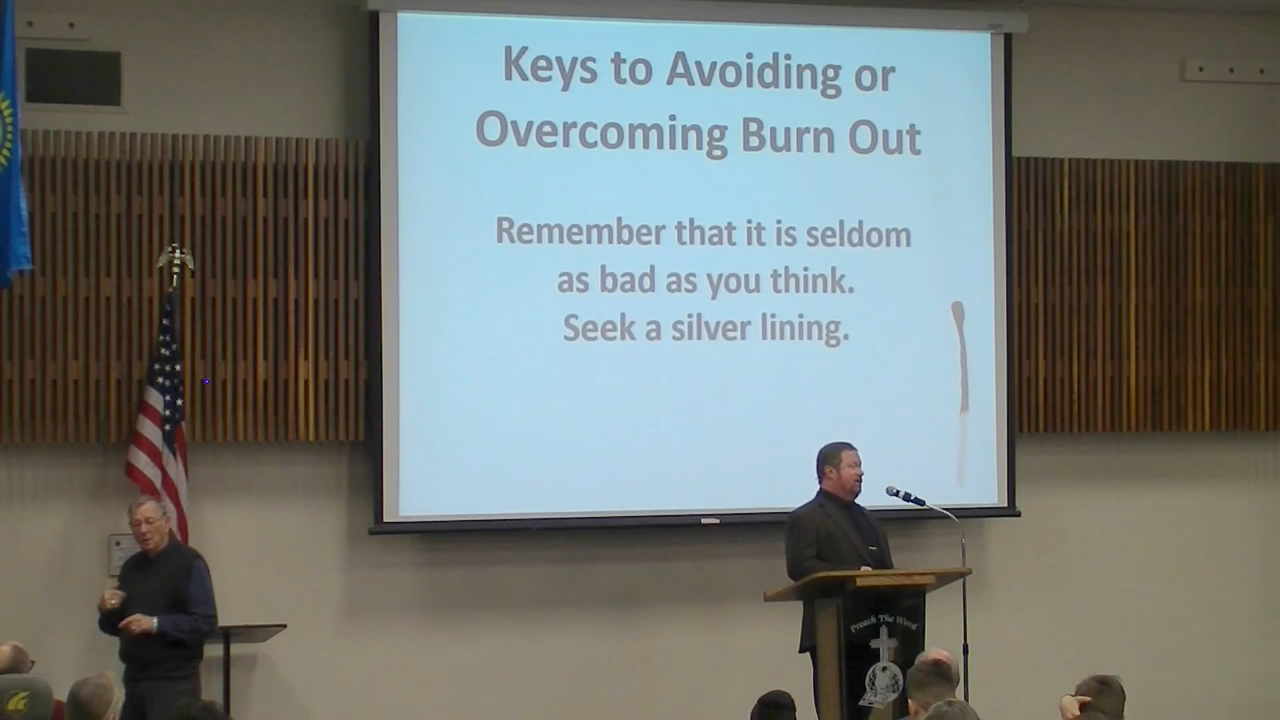 Keys to Avoiding or
Overcoming Burn Out
Remember that it is seldom
as bad as you think.
Seek a silver lining.
Preach The Word